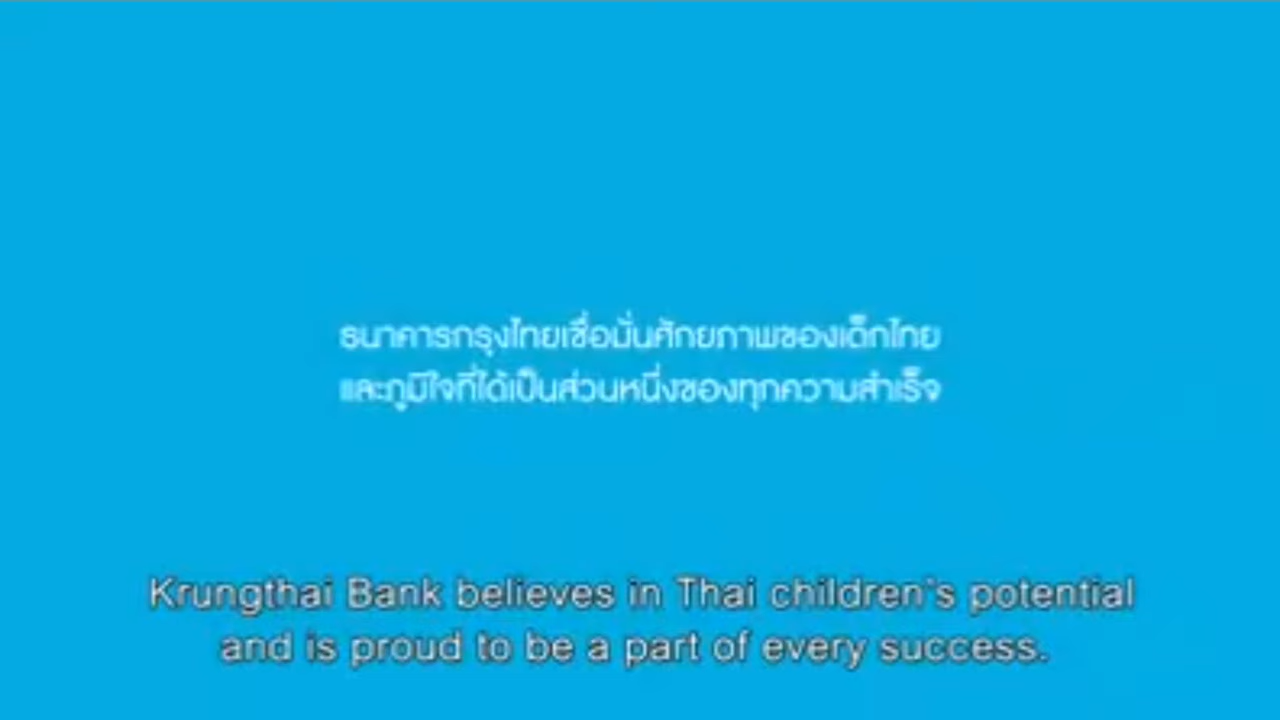 ธนาคารกรุงไทยเชื่อมั่นศักยภาพของเด็กไทย
และภูมิใจที่ได้เป็นส่วนหนึ่งของทุกความสำเร็จ
Krungthai Bank believes in Thai children's potential
and is proud to be a part of every success.